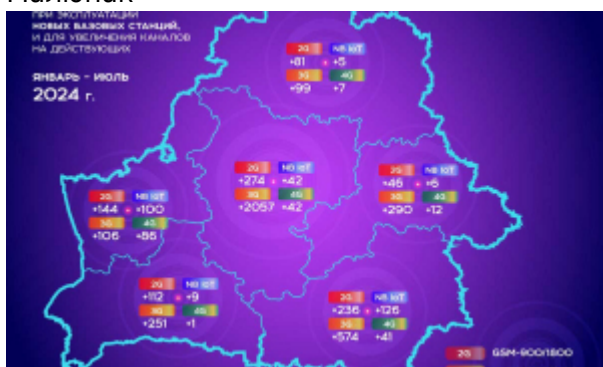 ПРИ ЭКСПЛУАТАЦИИ
НОВЫХ БАЗОВЫХ СТАНЦИЙ,
И ДЛЯ УВЕЛИЧЕНИЯ КАНАЛОВ
НА ДЕЙСТВУЮЩИХ
ЯНВАРЬ – ИЮЛЬ
2024 г.
2G NB IoT
+81 +5
3G 4G
+99 +7
2G NB IoT
+274 +42
3G 4G
+2057 +42
2G NB IoT
+46 +6
3G 4G
+290 +12
2G NB IoT
+144 +100
3G 4G
+106 +86
2G NB IoT
+112 +9
3G 4G
+251 +1
2G NB IoT
+236 +126
3G 4G
+574 +41
2G GSM-900/1800